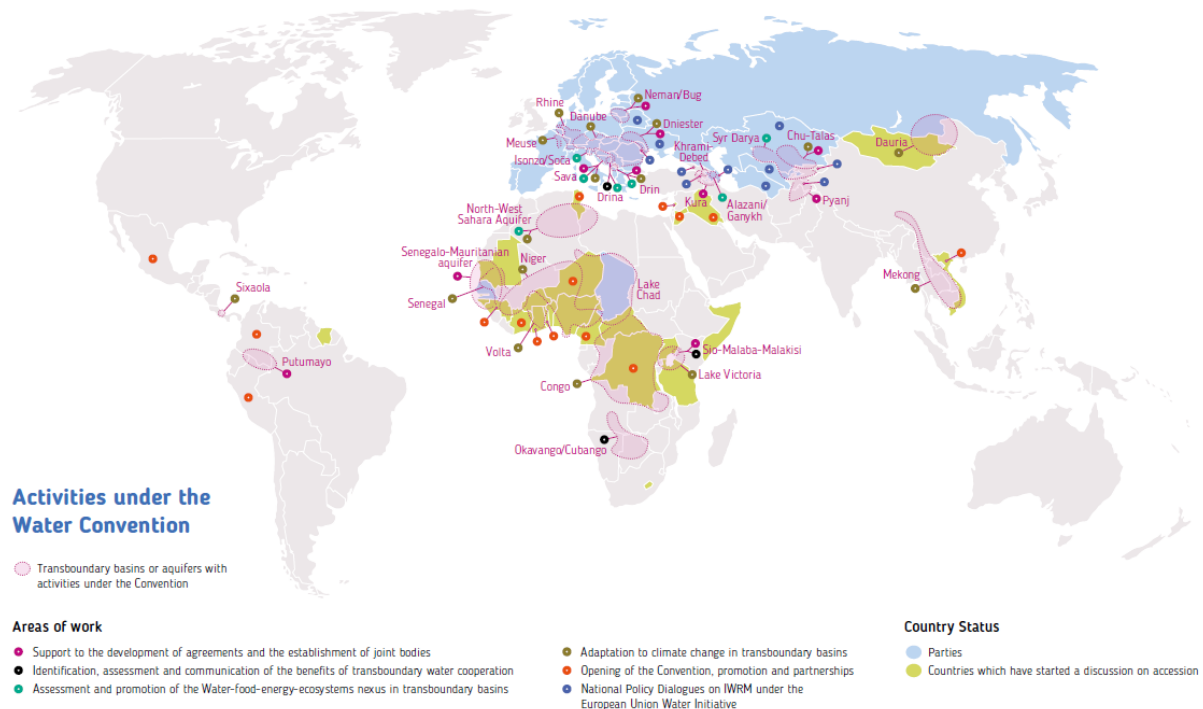 Neman/Bug
Rhine
Danube
Dniester
Meuse
Khrami-
Debed
Syr Darya
Chu-Talas
Dauria
Isonzo/Soča
Sava
Drina
Drin
Kura
Alazani/
Ganykh
Pyanj
North-West
Sahara Aquifer
Senegalo-Mauritanian
aquifer
Niger
Lake
Chad
Mekong
Sixaola
Senegal
Volta
Putumayo
Sio-Malaba-Malakisi
Lake Victoria
Congo
Okavango/Cubango
Activities under the
Water Convention
Transboundary basins or aquifers with
activities under the Convention
Areas of work
Support to the development of agreements and the establishment of joint bodies
Identification, assessment and communication of the benefits of transboundary water cooperation
Assessment and promotion of the Water-food-energy-ecosystems nexus in transboundary basins
Adaptation to climate change in transboundary basins
Opening of the Convention, promotion and partnerships
National Policy Dialogues on IWRM under the
European Union Water Initiative
Country Status
Parties
Countries which have started a discussion on accession